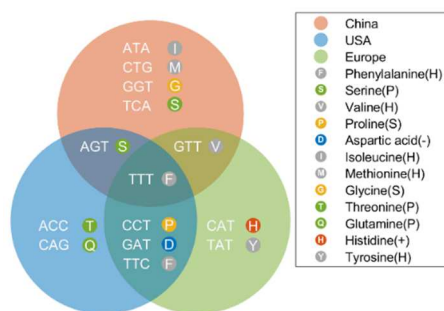 ATA I
CTG M
GGT G
TCA S
AGT S
GTT V
TTT F
ACC T
CAG Q
CCT P
GAT D
TTC F
CAT H
TAT Y
China
USA
Europe
F Phenylalanine(H)
S Serine(P)
V Valine(H)
P Proline(S)
D Aspartic acid(-)
I Isoleucine(H)
M Methionine(H)
G Glycine(S)
T Threonine(P)
Q Glutamine(P)
H Histidine(+)
Y Tyrosine(H)